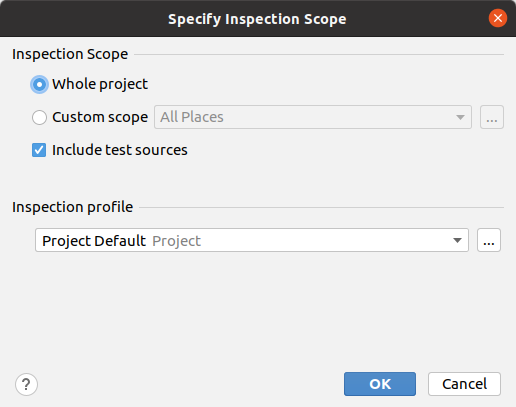 Specify Inspection Scope
Inspection Scope
Whole project
Custom scope All Places ...
Include test sources
Inspection profile
Project Default Project ...
? OK Cancel